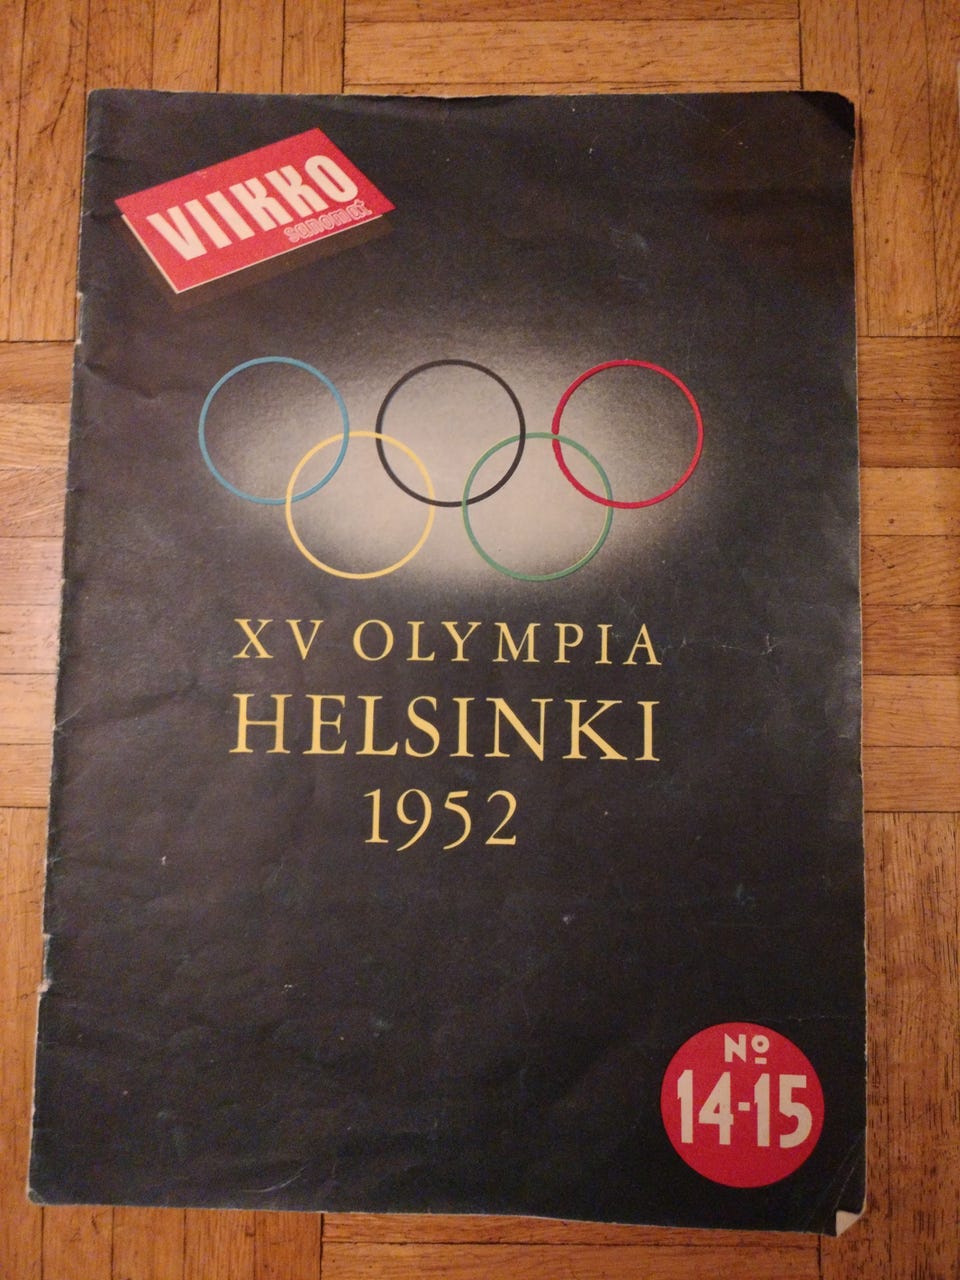 VIIKKO
sanomat
XV OLYMPIA
HELSINKI
1952
Nº
14-15